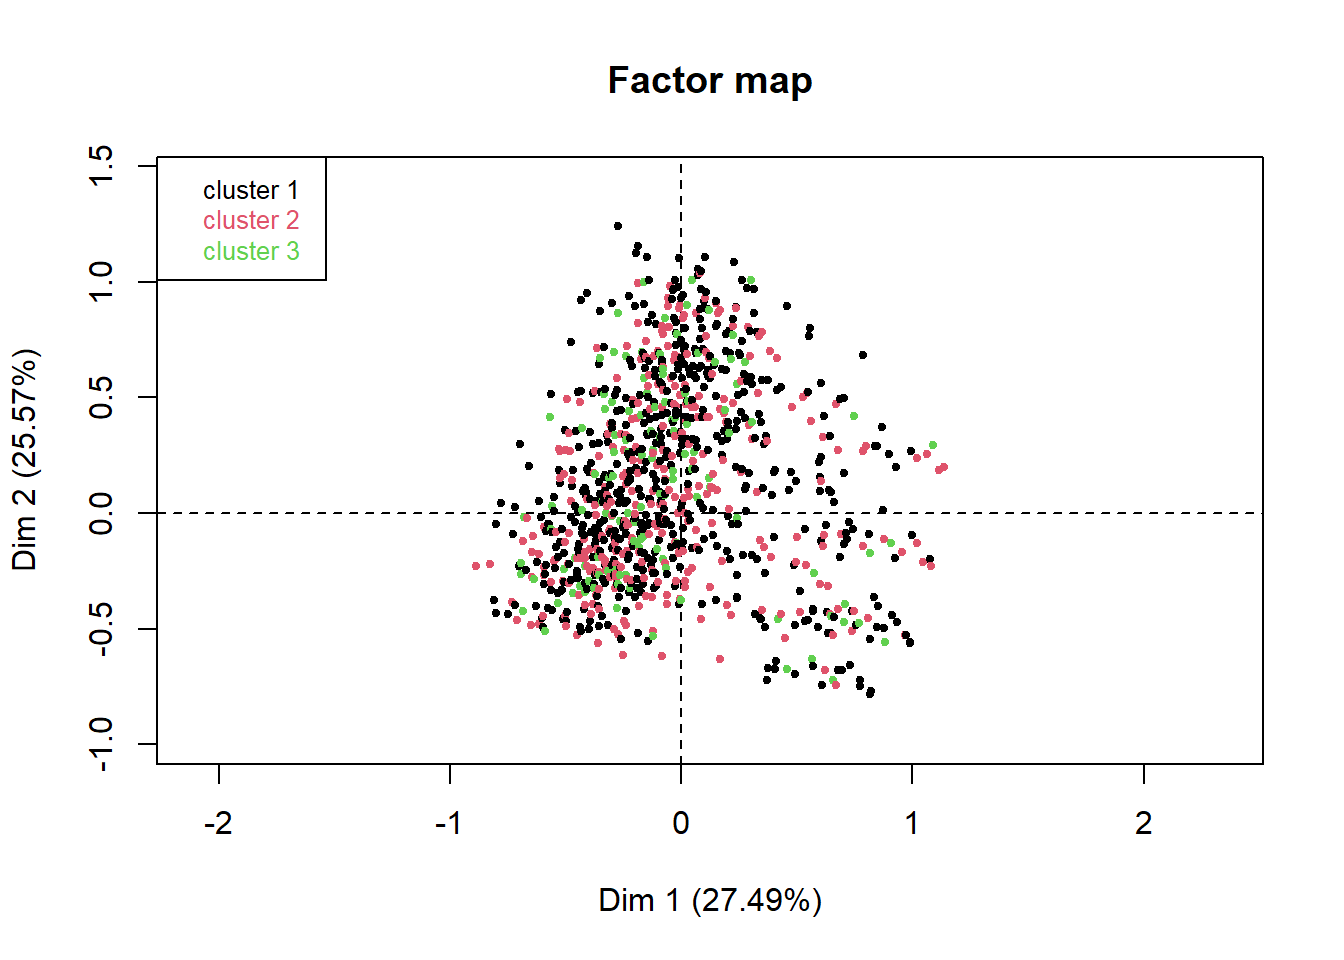 Factor map
cluster 1
cluster 2
cluster 3
Dim 2 (25.57%)
1.5
1.0
0.5
0.0
-0.5
-1.0
-2
-1
0
1
2
Dim 1 (27.49%)